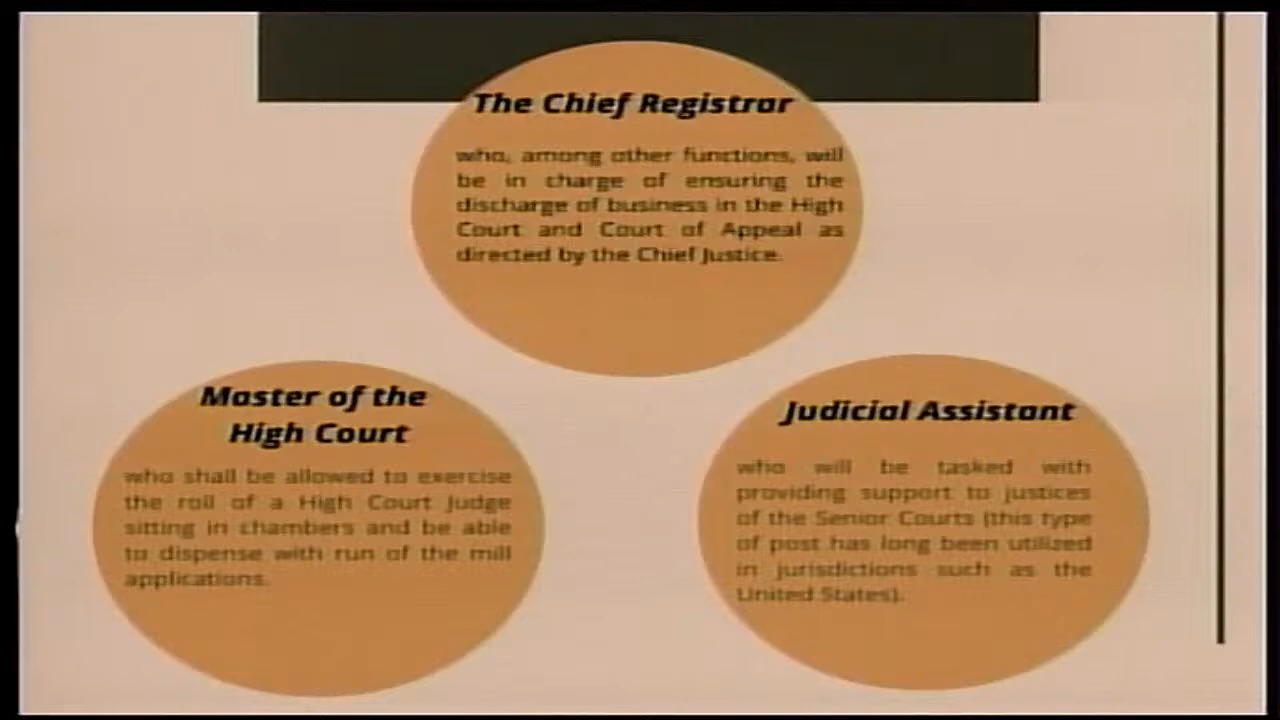 The Chief Registrar
who, among other functions, will
be in charge of ensuring the
discharge of business in the High
Court and Court of Appeal as
directed by the Chief Justice.
Master of the
High Court
who shall be allowed to exercise
the roll of a High Court Judge
sitting in chambers and be able
to dispense with run of the mill
applications.
Judicial Assistant
who will be tasked with
providing support to justices
of the Senior Courts (this type
of post has long been utilized
in jurisdictions such as the
United States).